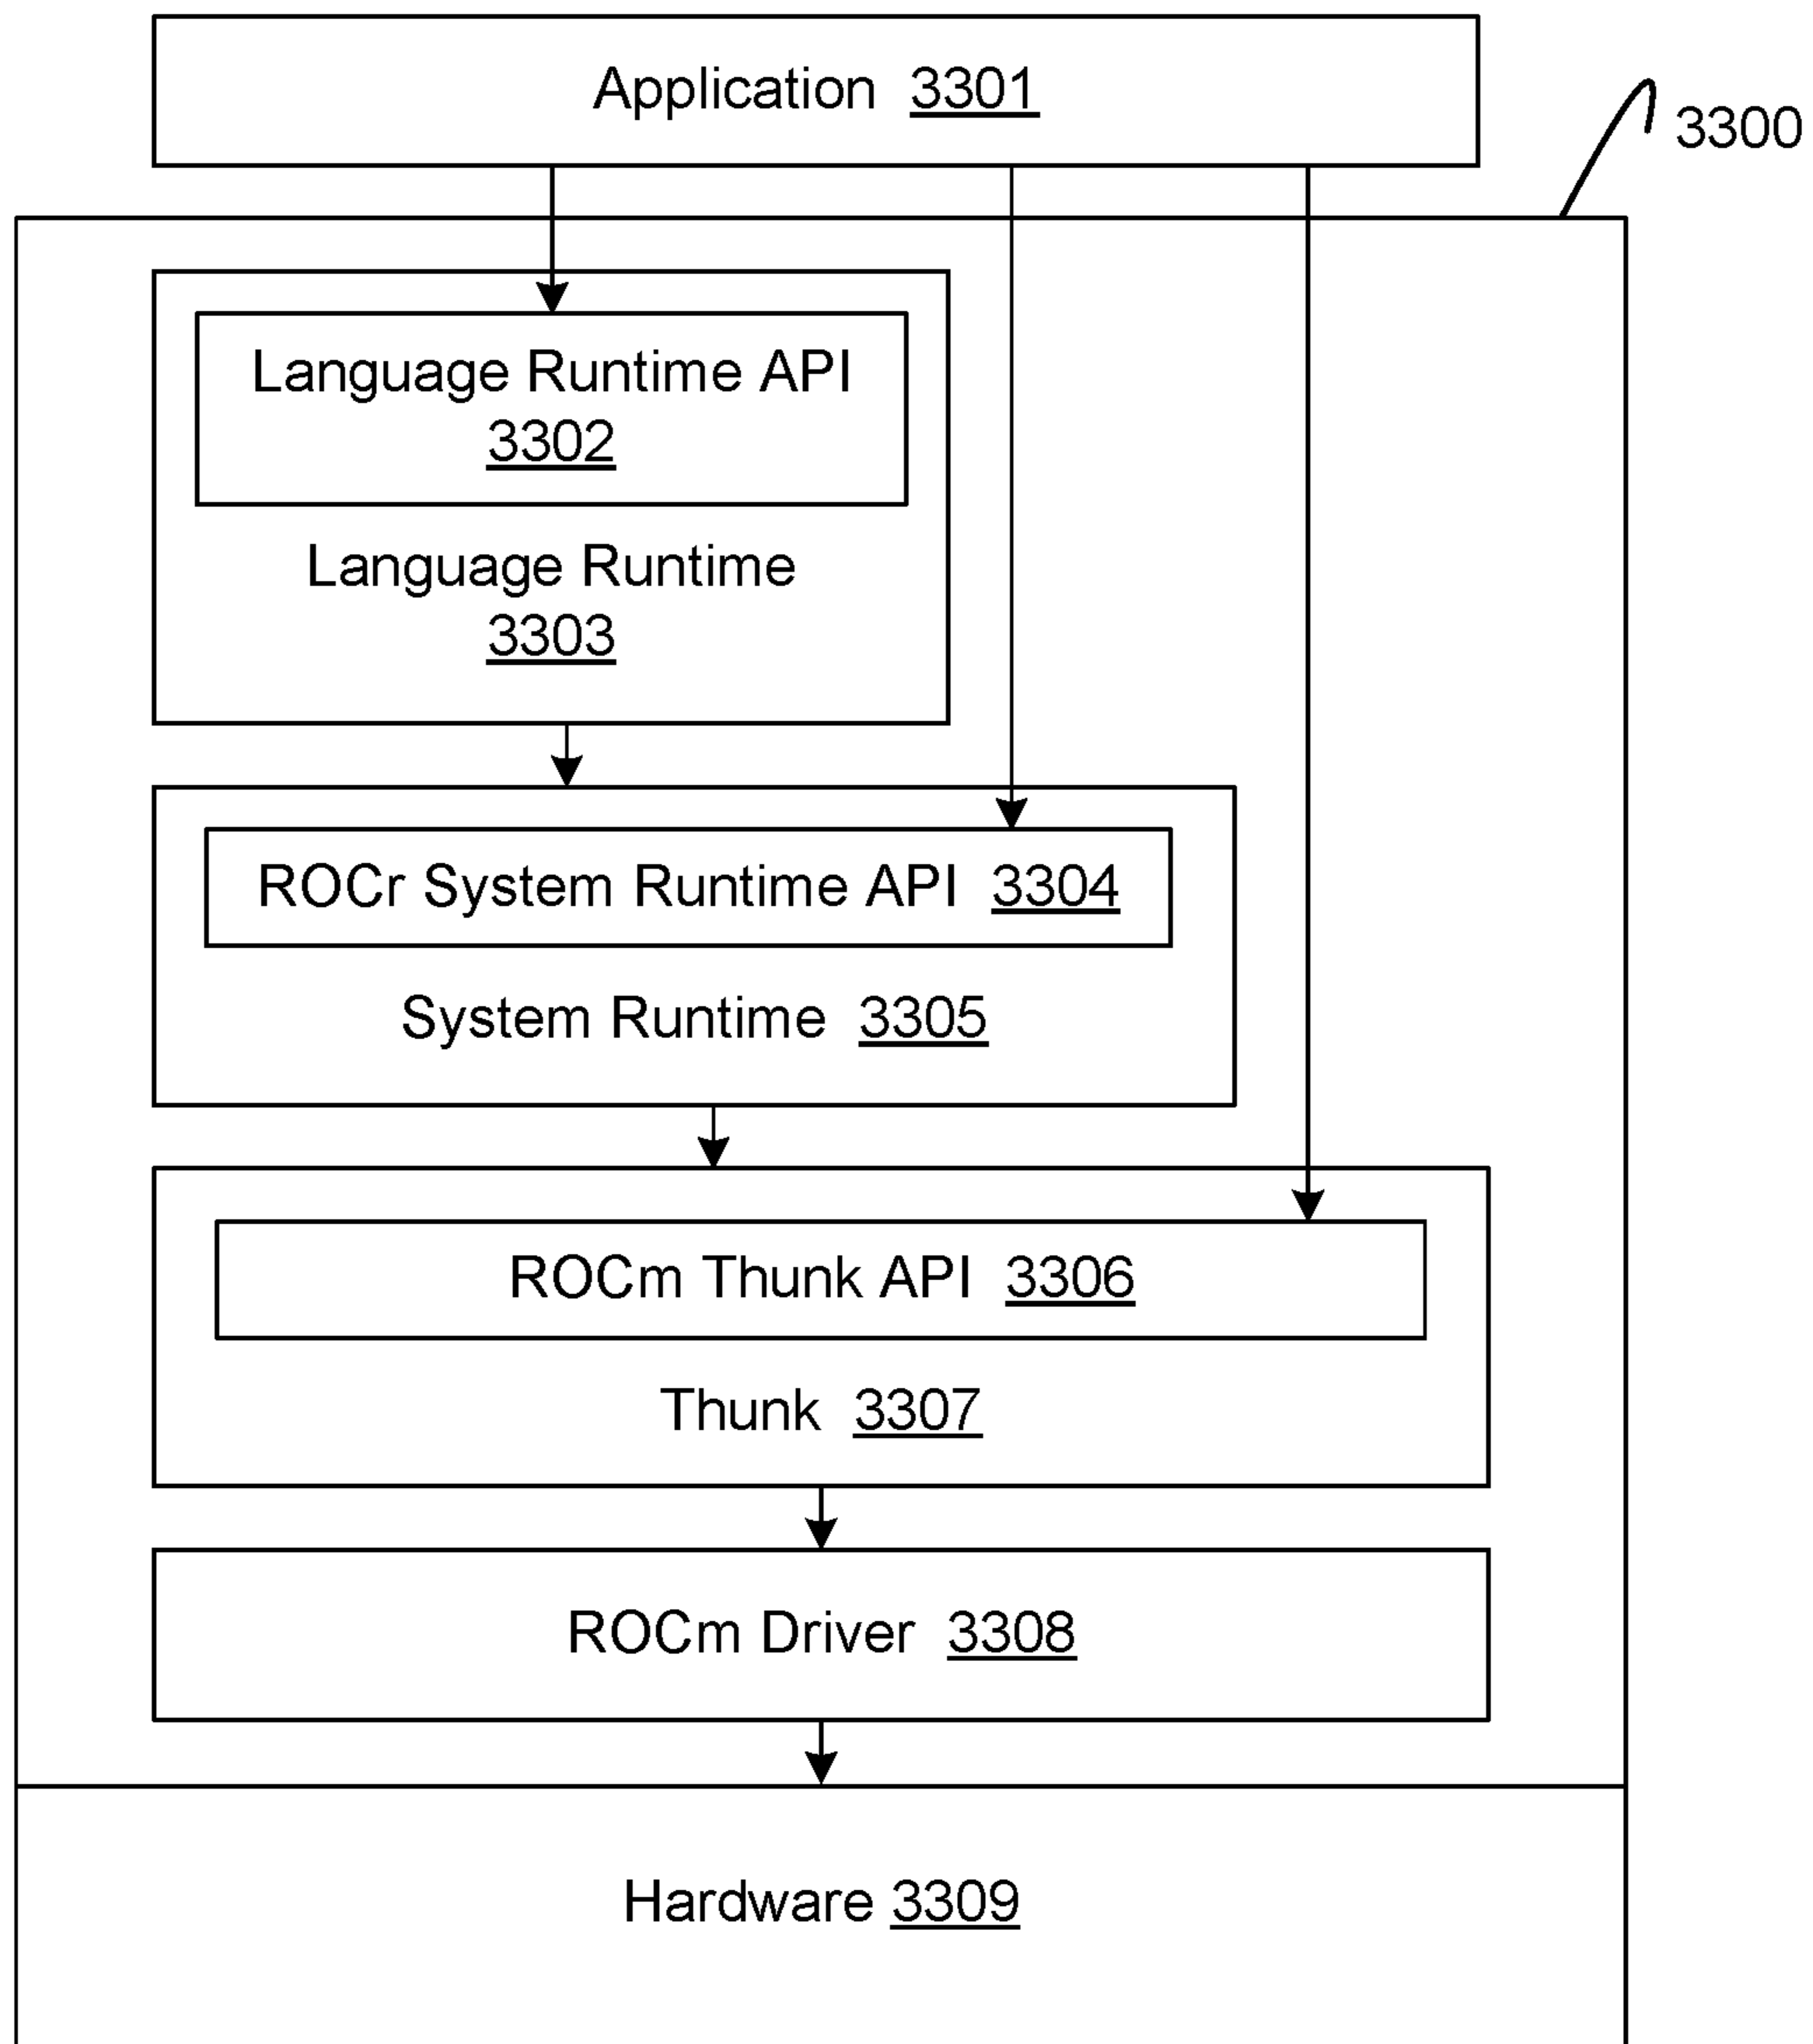 Application 3301
3300
Language Runtime API
3302
Language Runtime
3303
ROCr System Runtime API 3304
System Runtime 3305
ROCm Thunk API 3306
Thunk 3307
ROCm Driver 3308
Hardware 3309